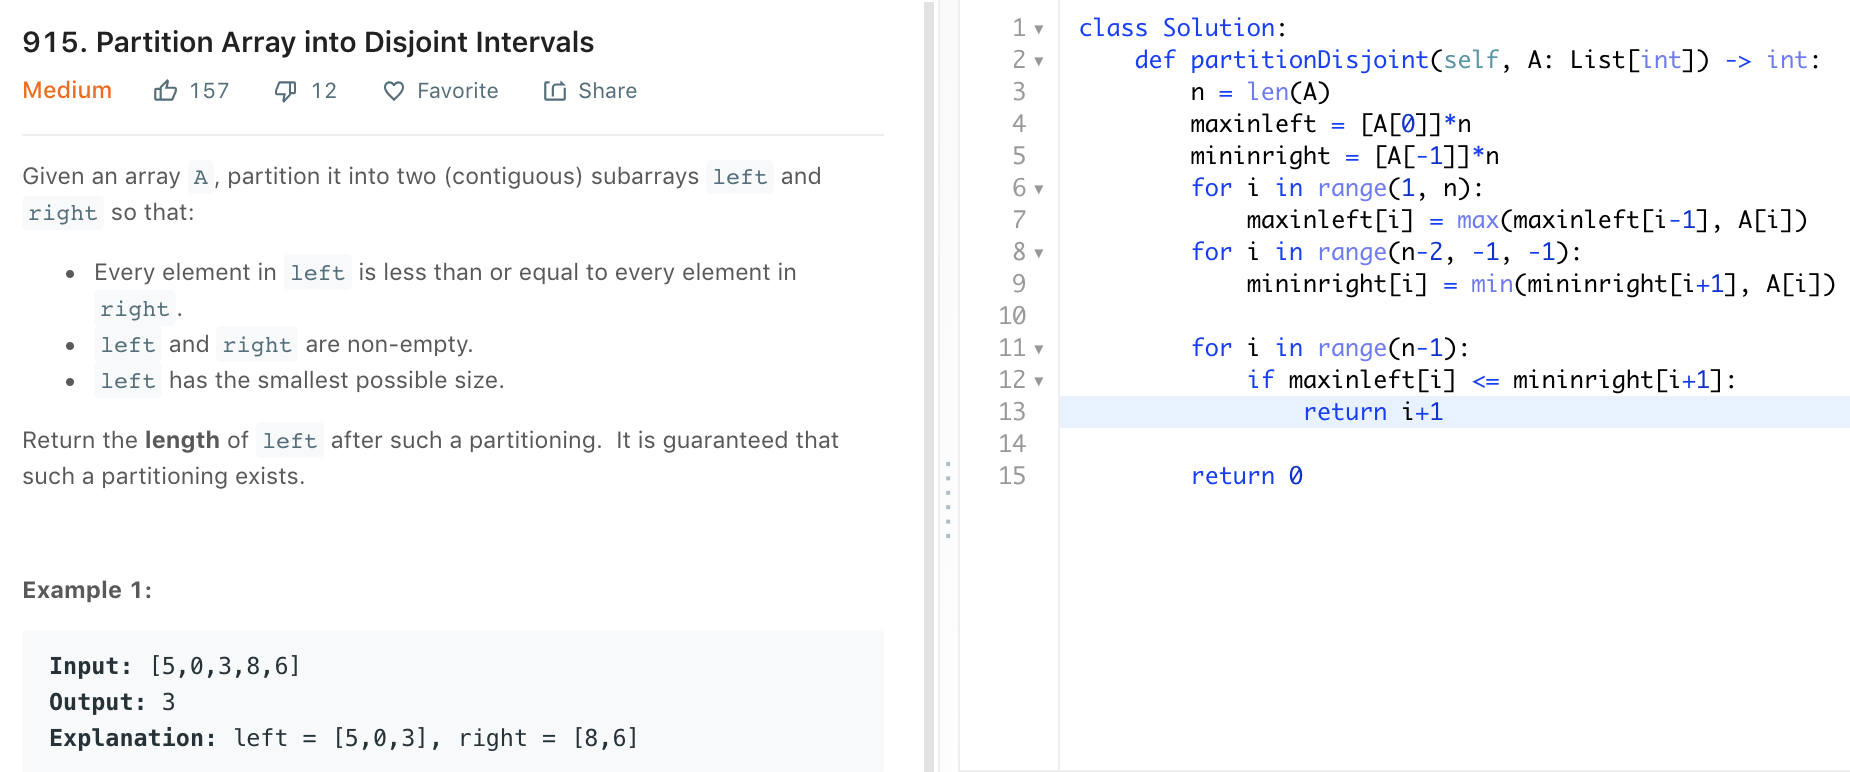 915. Partition Array into Disjoint Intervals
Medium 157 12 Favorite Share
Given an array A, partition it into two (contiguous) subarrays left and
right so that:
• Every element in left is less than or equal to every element in
right.
• left and right are non-empty.
• left has the smallest possible size.
Return the length of left after such a partitioning.  It is guaranteed that
such a partitioning exists.
Example 1:
Input: [5,0,3,8,6]
Output: 3
Explanation: left = [5,0,3], right = [8,6]
1 class Solution:
2     def partitionDisjoint(self, A: List[int]) -> int:
3         n = len(A)
4         maxinleft = [A[0]]*n
5         mininright = [A[-1]]*n
6         for i in range(1, n):
7             maxinleft[i] = max(maxinleft[i-1], A[i])
8         for i in range(n-2, -1, -1):
9             mininright[i] = min(mininright[i+1], A[i])
10
11         for i in range(n-1):
12             if maxinleft[i] <= mininright[i+1]:
13                 return i+1
14
15         return 0